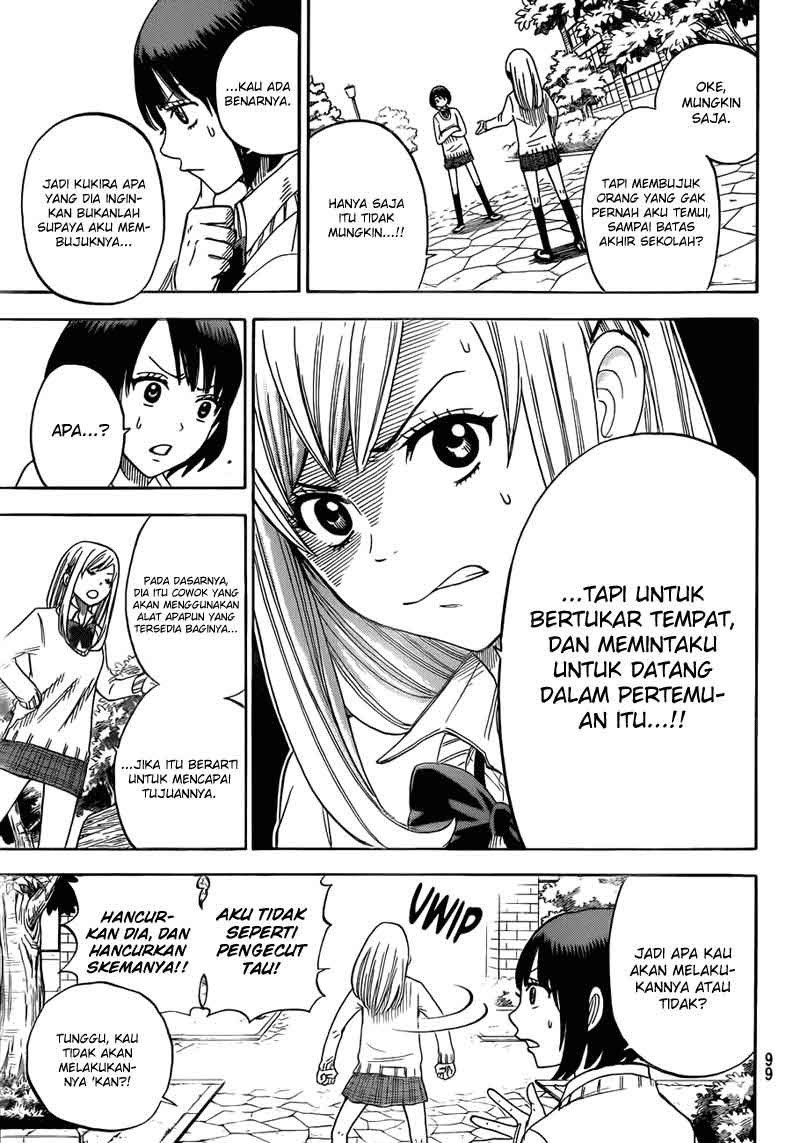 OKE,
MUNGKIN
SAJA.
TAPI MEMBUJUK
ORANG YANG GAK
PERNAH AKU TEMUI,
SAMPAI BATAS
AKHIR SEKOLAH?
HANYA SAJA
ITU TIDAK
MUNGKIN...!!
...KAU ADA
BENARNYA.
JADI KUKIRA APA
YANG DIA INGIN-
KAN BUKANLAH
SUPAYA AKU MEM-
BUJUKNYA...
...TAPI UNTUK
BERTUKAR TEMPAT,
DAN MEMINTAKU
UNTUK DATANG
DALAM PERTEMU-
AN ITU...!!
APA...?
PADA DASARNYA,
DIA ITU COWOK YANG
AKAN MENGGUNAKAN
ALAT APAPUN YANG
TERSEDIA BAGINYA...
...JIKA ITU BERARTI
UNTUK MENCAPAI
TUJUANNYA.
JADI APA KAU
AKAN MELAKU-
KANNYA ATAU
TIDAK?
VWIP
AKU TIDAK
SEPERTI
PENGECUT
TAU!
HANCUR-
KAN DIA, DAN
HANCURKAN
SKEMANYA!!
TUNGGU, KAU
TIDAK AKAN
MELAKUKAN-
NYA 'KAN?!
99